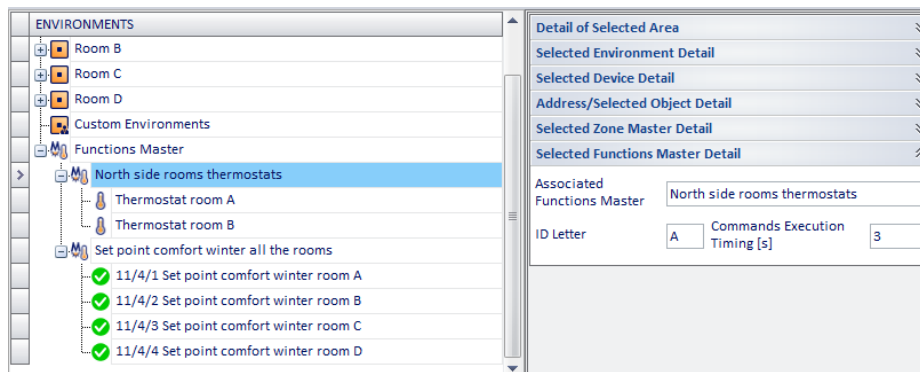 ENVIRONMENTS
Room B
Room C
Room D
Custom Environments
Functions Master
North side rooms thermostats
Thermostat room A
Thermostat room B
Set point comfort winter all the rooms
11/4/1 Set point comfort winter room A
11/4/2 Set point comfort winter room B
11/4/3 Set point comfort winter room C
11/4/4 Set point comfort winter room D
Detail of Selected Area
Selected Environment Detail
Selected Device Detail
Address/Selected Object Detail
Selected Zone Master Detail
Selected Functions Master Detail
Associated
Functions Master
North side rooms thermostats
ID Letter
A
Commands Execution
Timing [s]
3